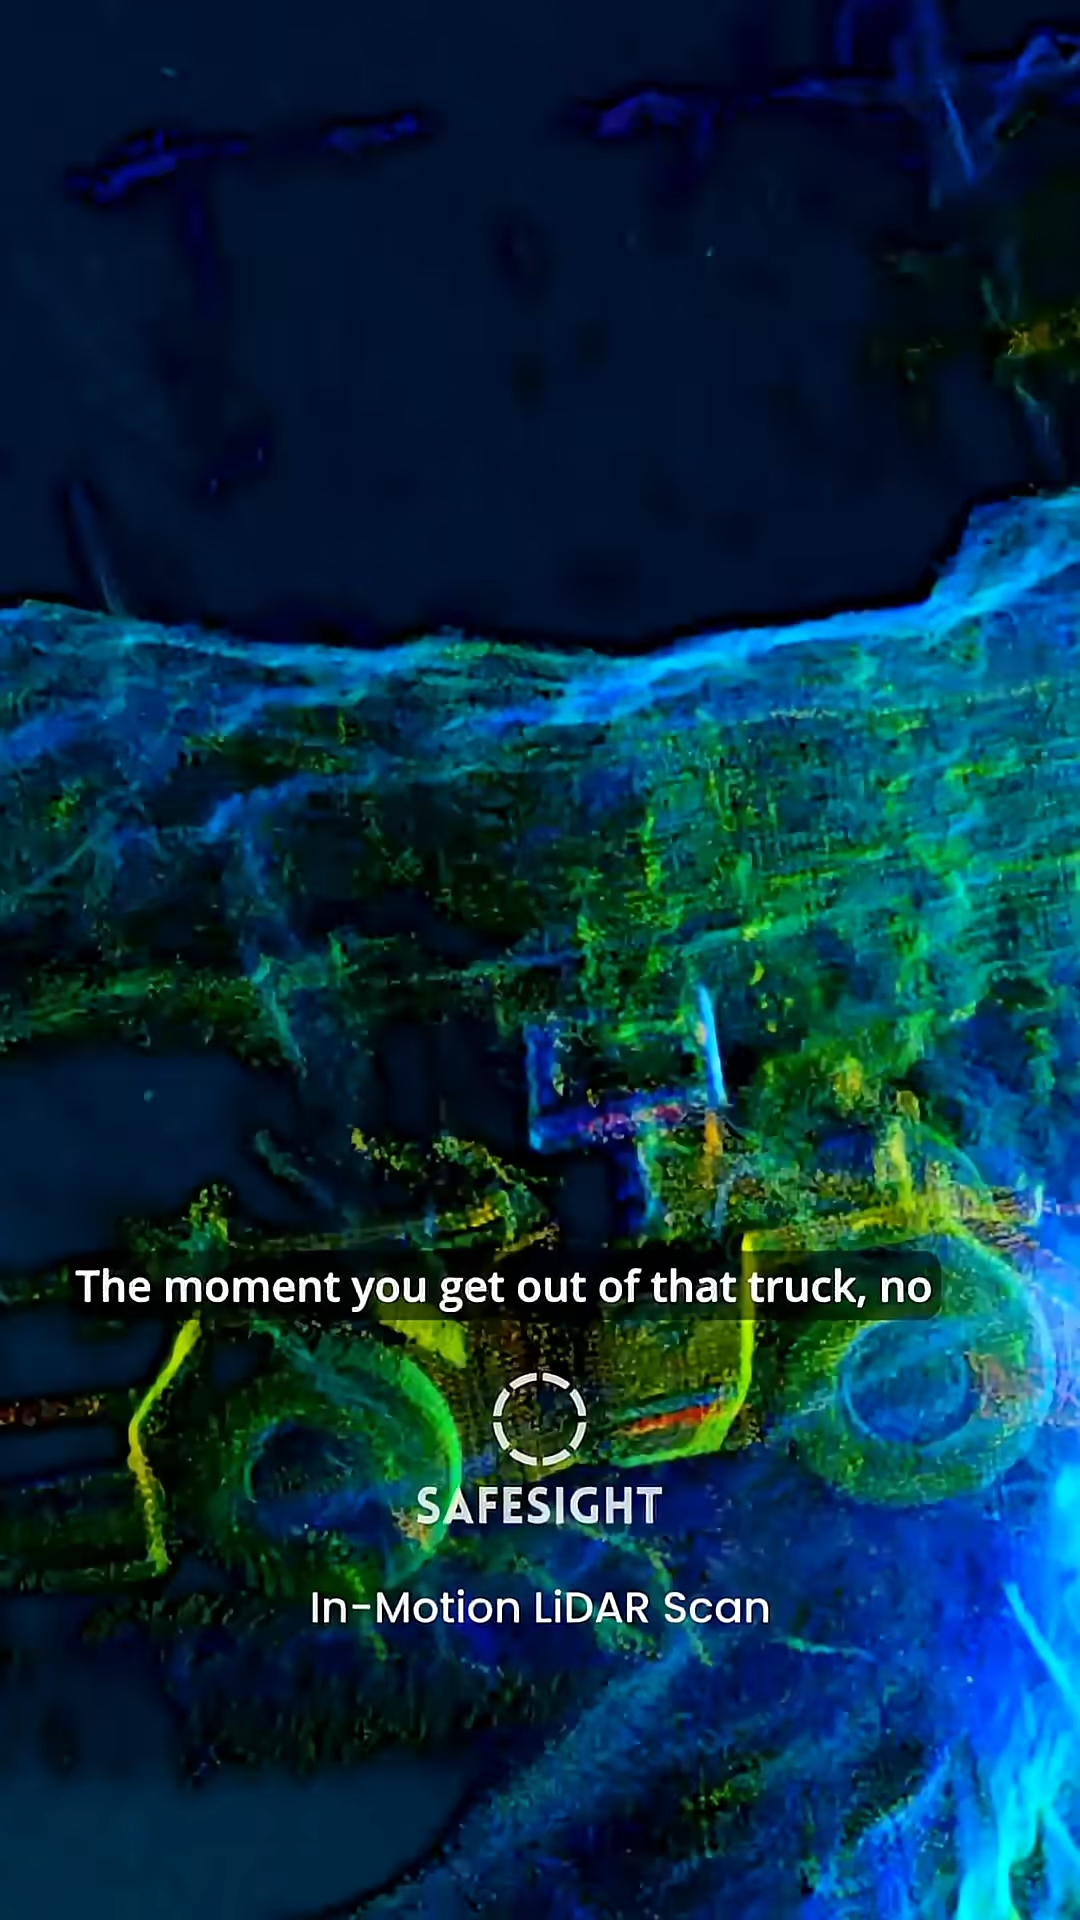 The moment you get out of that truck, no
SAFESIGHT
In-Motion LiDAR Scan